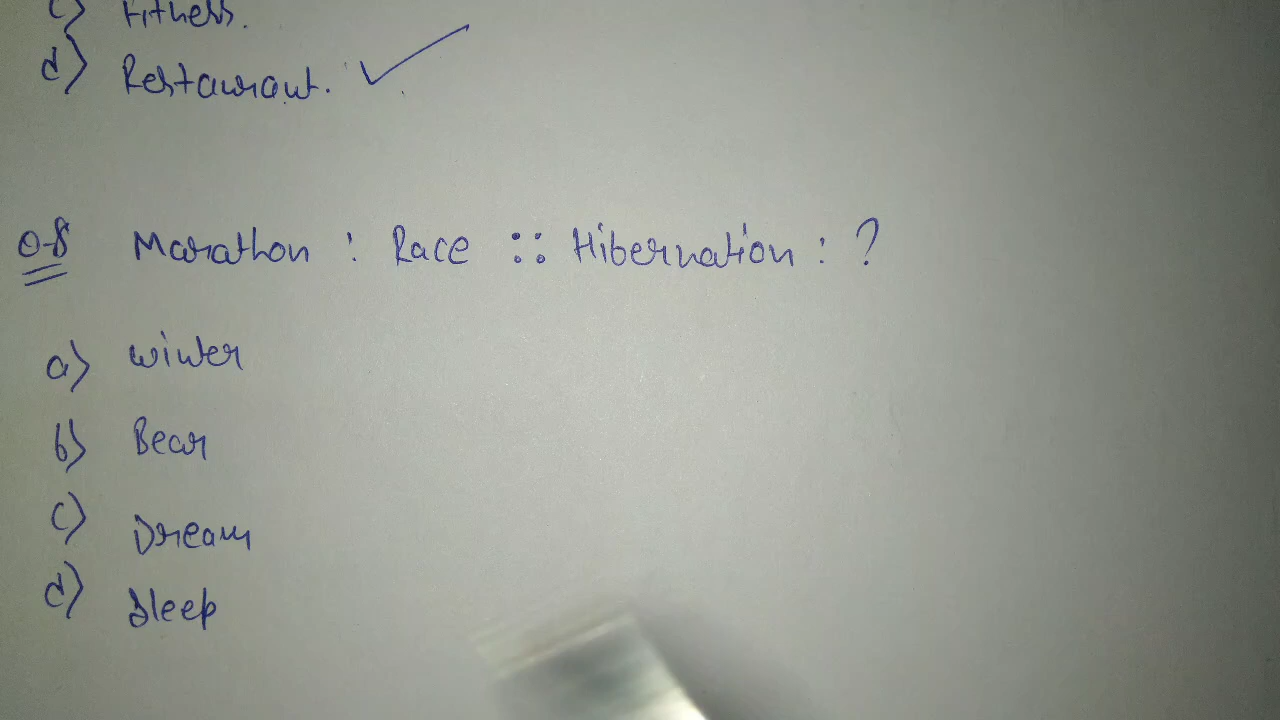 c) Fitness.
d) Restaurant.
Q-8 Marathon : Race :: Hibernation : ?
a) winter
b) Bear
c) Dream
d) Sleep